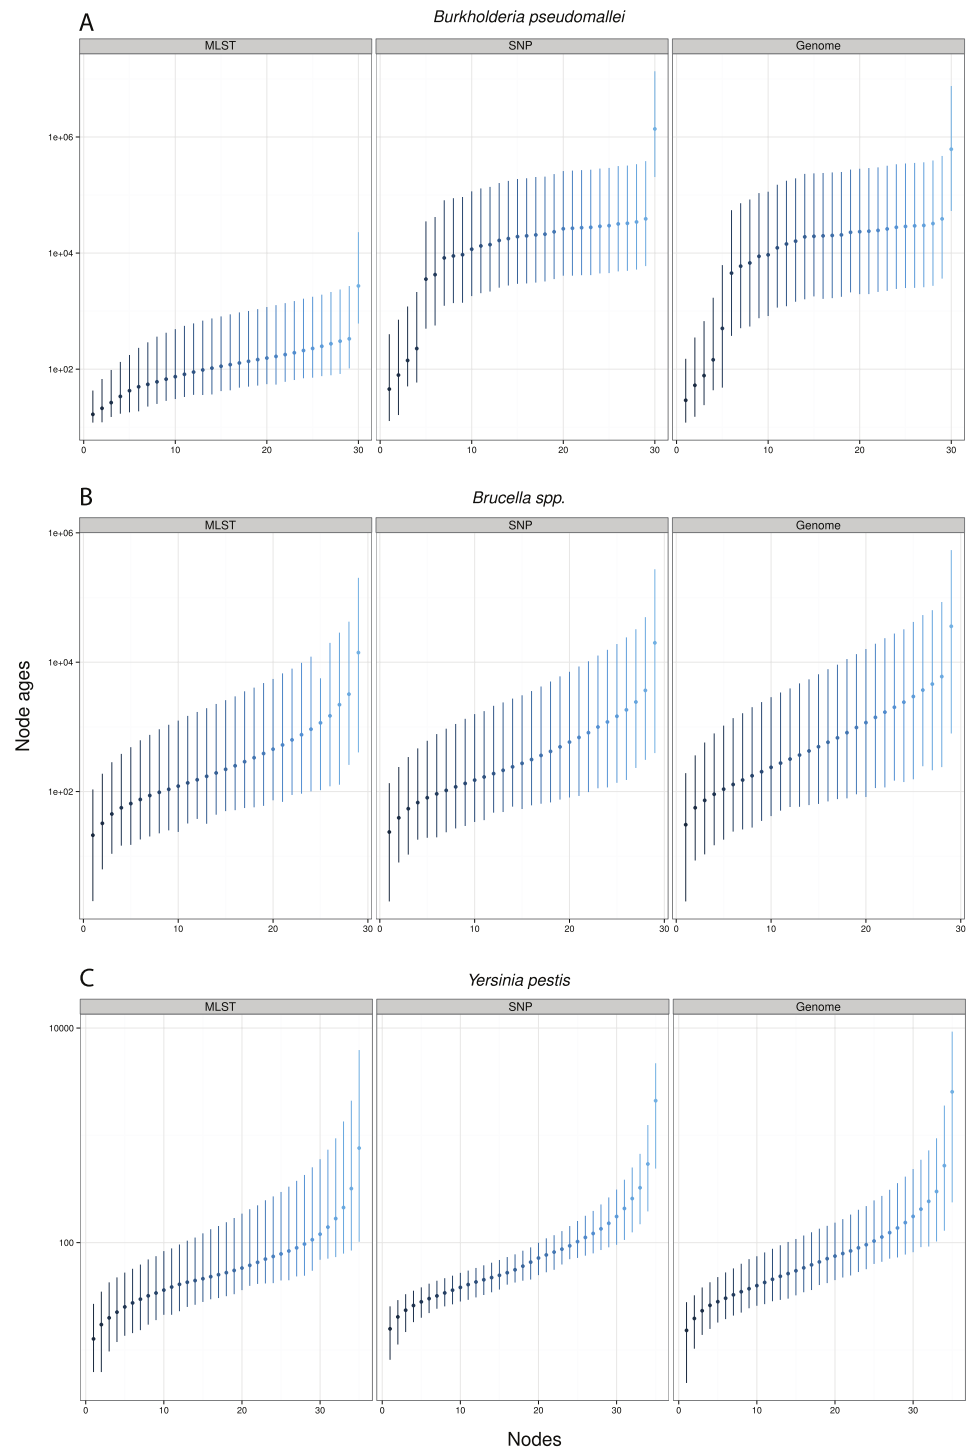 A
Burkholderia pseudomallei
MLST SNP Genome
1e+06
1e+04
1e+02
0 10 20 30 0 10 20 30 0 10 20 30
B
Brucella spp.
MLST SNP Genome
1e+06
1e+04
1e+02
0 10 20 30 0 10 20 30 0 10 20 30
Node ages
C
Yersinia pestis
MLST SNP Genome
10000
100
0 10 20 30 0 10 20 30 0 10 20 30
Nodes